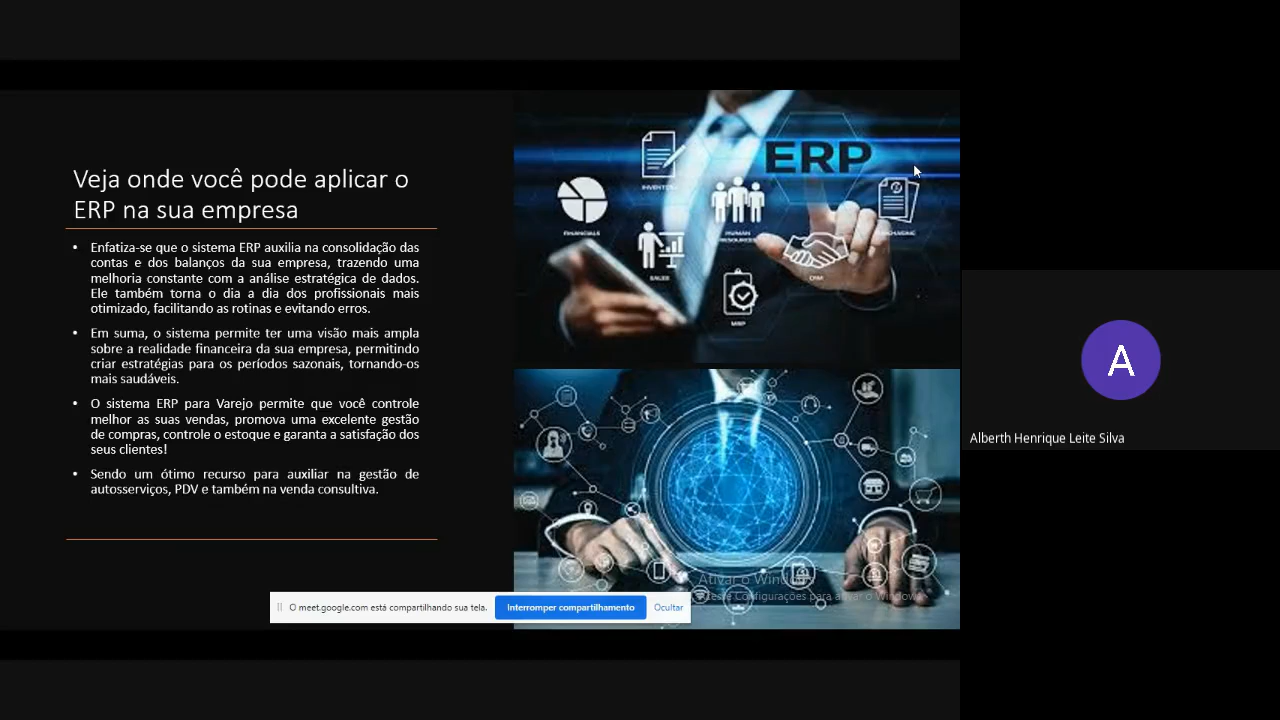 Veja onde você pode aplicar o
ERP na sua empresa
• Enfatiza-se que o sistema ERP auxilia na consolidação das
contas e dos balanços da sua empresa, trazendo uma
melhoria constante com a análise estratégica de dados.
Ele também torna o dia a dia dos profissionais mais
otimizado, facilitando as rotinas e evitando erros.
• Em suma, o sistema permite ter uma visão mais ampla
sobre a realidade financeira da sua empresa, permitindo
criar estratégias para os períodos sazonais, tornando-os
mais saudáveis.
• O sistema ERP para Varejo permite que você controle
melhor as suas vendas, promova uma excelente gestão
de compras, controle o estoque e garanta a satisfação dos
seus clientes!
• Sendo um ótimo recurso para auxiliar na gestão de
autosserviços, PDV e também na venda consultiva.
ERP
FINANCIALS
HUMAN
RESOURCES
SALES
CRM
MRP
Ativar o Windows
Configurações para ativar o Windows.
O meet.google.com está compartilhando sua tela.
Interromper compartilhamento
Ocultar
A
Alberth Henrique Leite Silva